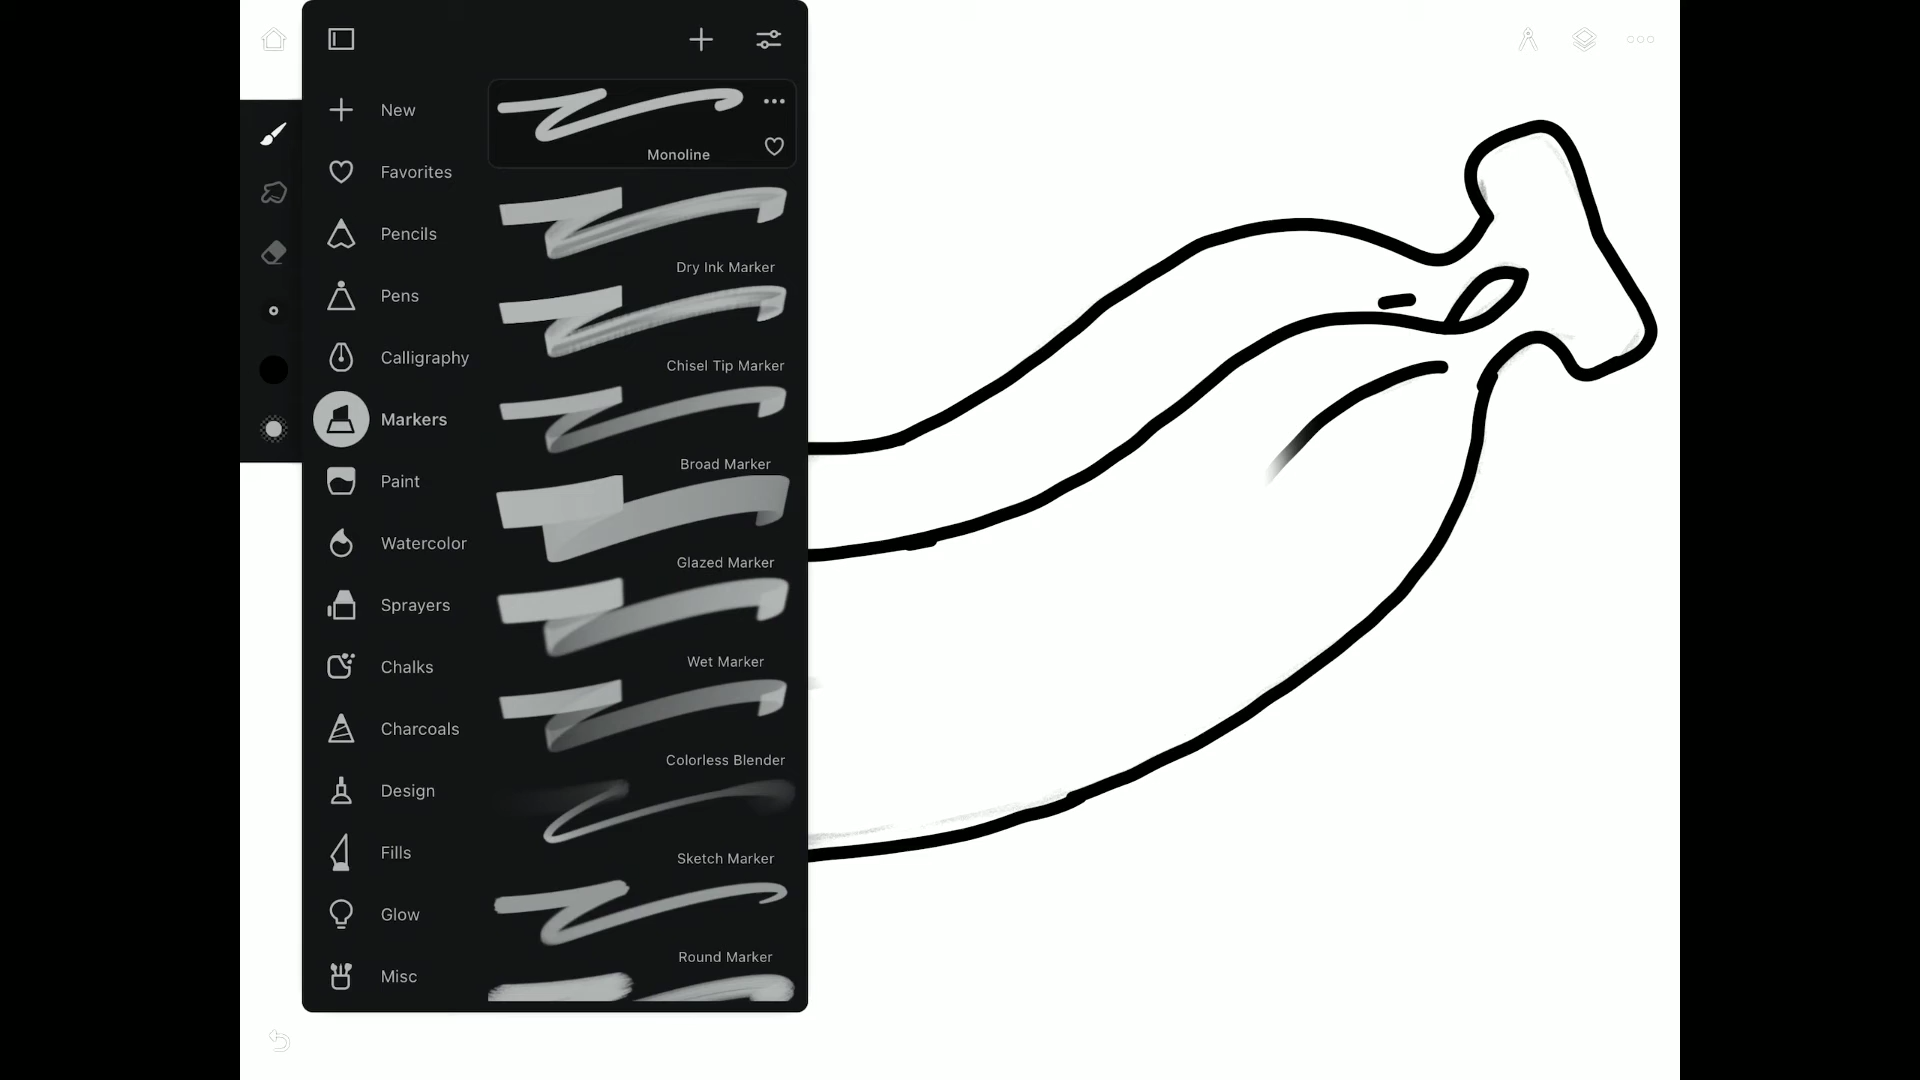 New
Favorites
Pencils
Pens
Calligraphy
Markers
Paint
Watercolor
Sprayers
Chalks
Charcoals
Design
Fills
Glow
Misc
Monoline
Dry Ink Marker
Chisel Tip Marker
Broad Marker
Glazed Marker
Wet Marker
Colorless Blender
Sketch Marker
Round Marker